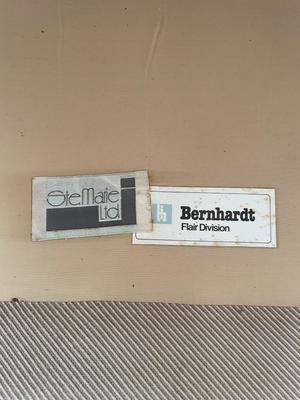 Ste.Marie
Ltd.
Bernhardt
Flair Division